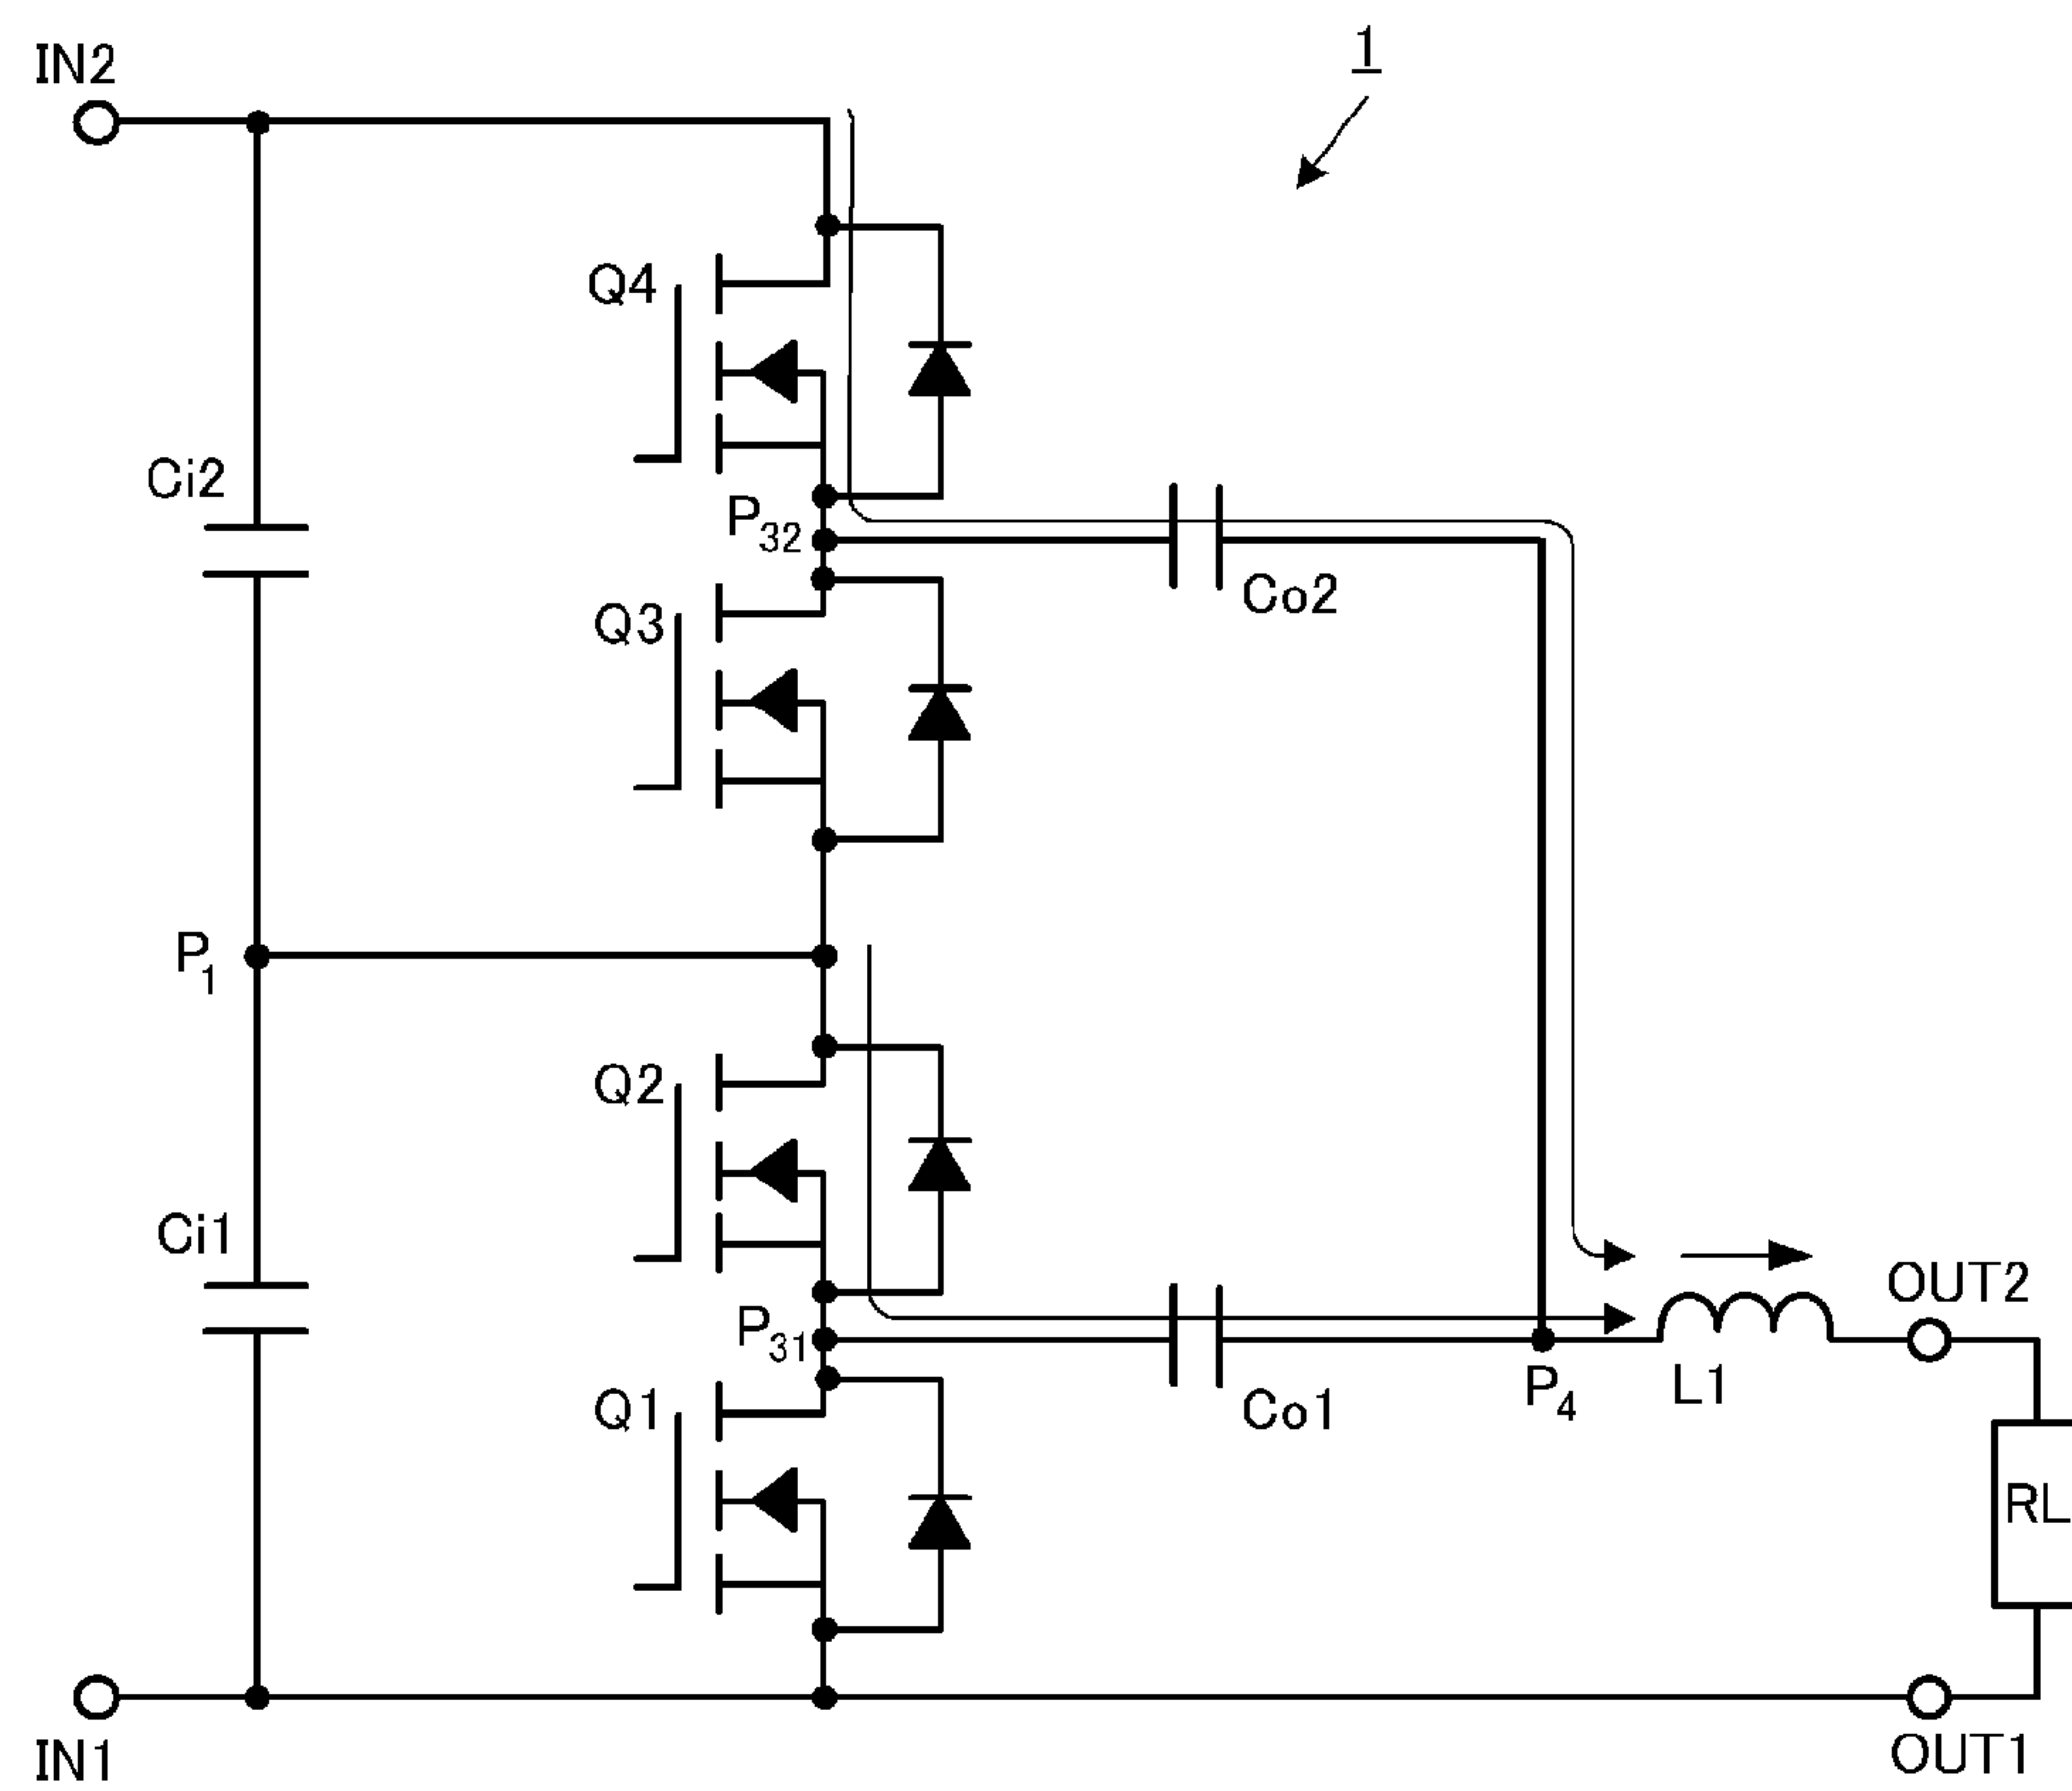 1
IN2
Q4
Ci2
P32
Co2
Q3
P1
Q2
Ci1
OUT2
P31
P4
L1
Q1
Co1
RL
IN1
OUT1